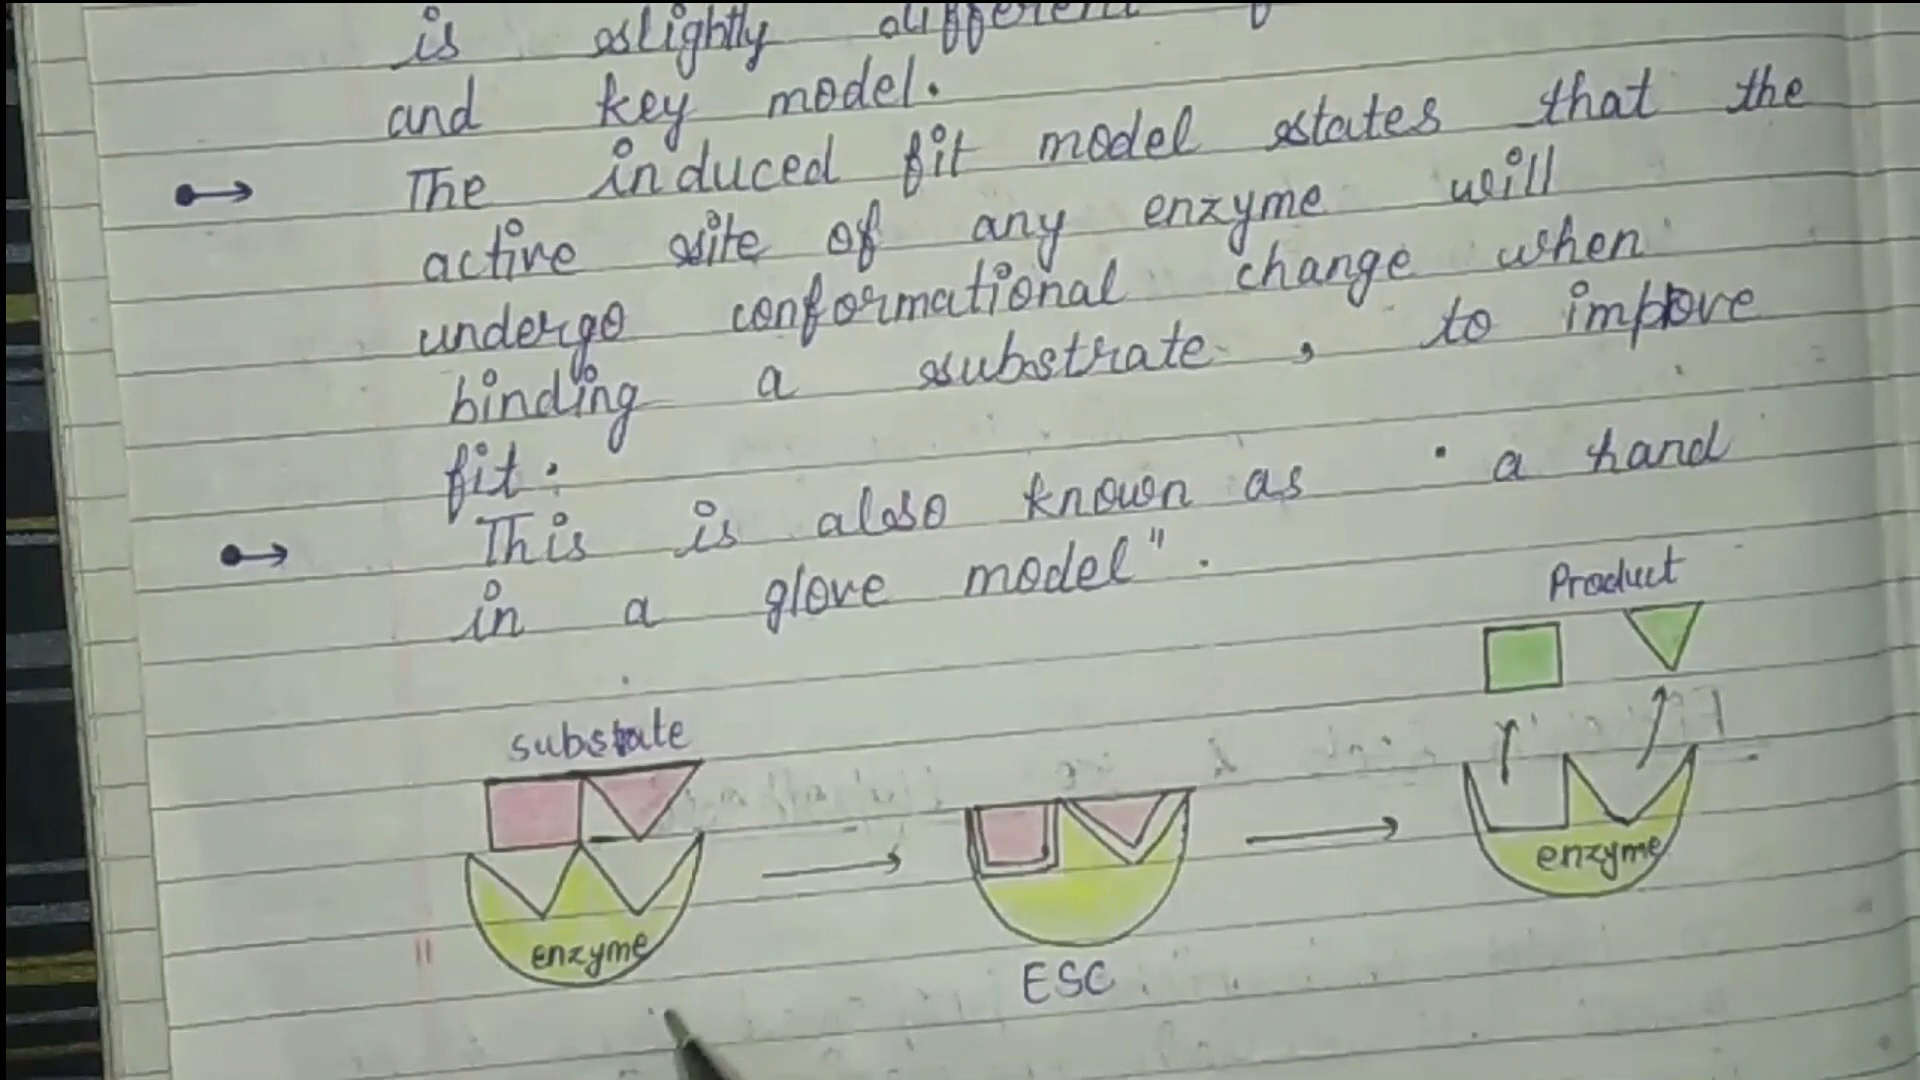 is slightly different
and key model.
The induced fit model states that the
active site of any enzyme will
undergo conformational change when
binding a substrate, to improve
fit.
This is also known as " a hand
in a glove model".
Product
substrate
enzyme
enzyme
ESC